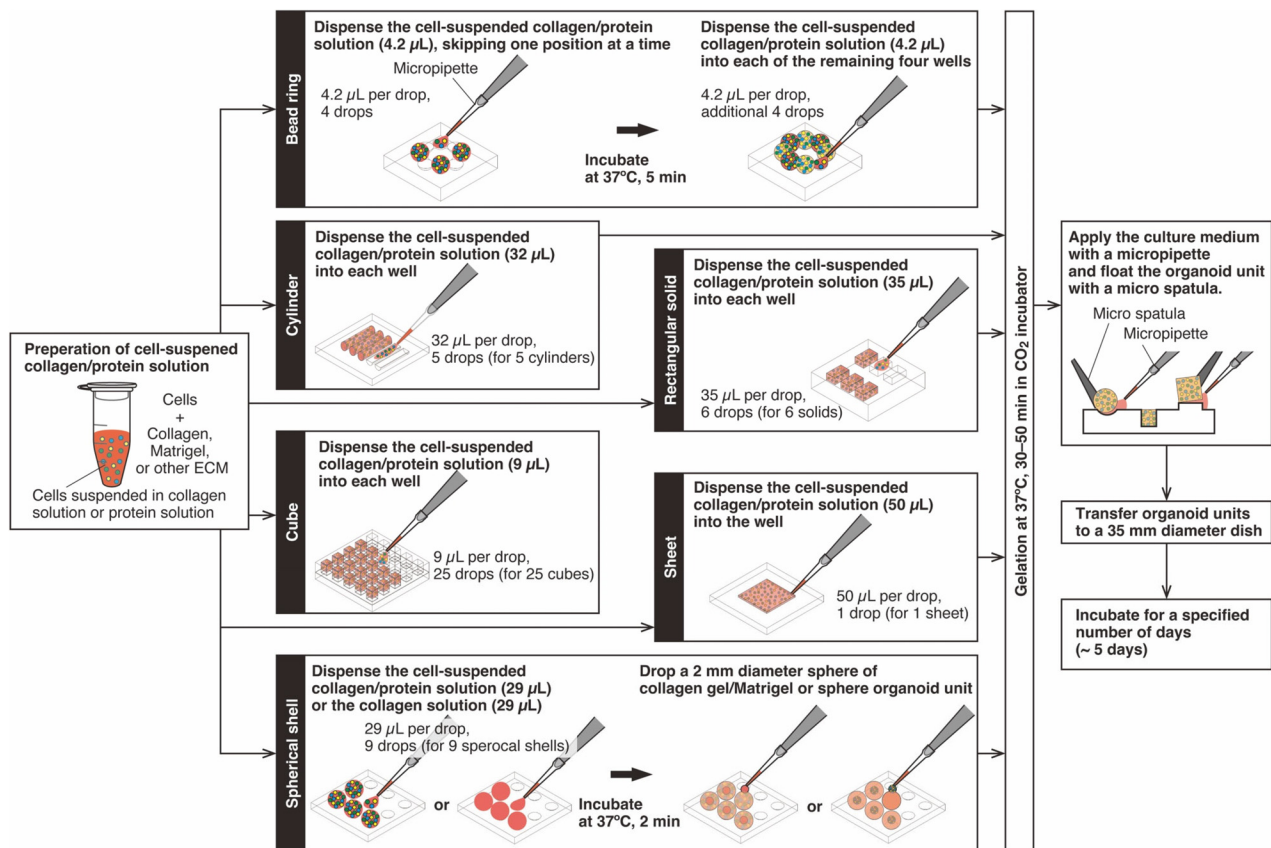 Preperation of cell-suspened
collagen/protein solution
Cells
+
Collagen,
Matrigel,
or other ECM
Cells suspended in collagen
solution or protein solution
Bead ring
Dispense the cell-suspended collagen/protein
solution (4.2 µL), skipping one position at a time
Micropipette
4.2 µL per drop,
4 drops
Incubate
at 37ºC, 5 min
Dispense the cell-suspended
collagen/protein solution (4.2 µL)
into each of the remaining four wells
4.2 µL per drop,
additional 4 drops
Cylinder
Dispense the cell-suspended
collagen/protein solution (32 µL)
into each well
32 µL per drop,
5 drops (for 5 cylinders)
Rectangular solid
Dispense the cell-suspended
collagen/protein solution (35 µL)
into each well
35 µL per drop,
6 drops (for 6 solids)
Cube
Dispense the cell-suspended
collagen/protein solution (9 µL)
into each well
9 µL per drop,
25 drops (for 25 cubes)
Sheet
Dispense the cell-suspended
collagen/protein solution (50 µL)
into the well
50 µL per drop,
1 drop (for 1 sheet)
Spherical shell
Dispense the cell-suspended
collagen/protein solution (29 µL)
or the collagen solution (29 µL)
29 µL per drop,
9 drops (for 9 sperocal shells)
or
Incubate
at 37ºC, 2 min
Drop a 2 mm diameter sphere of
collagen gel/Matrigel or sphere organoid unit
or
Gelation at 37ºC, 30–50 min in CO₂ incubator
Apply the culture medium
with a micropipette
and float the organoid unit
with a micro spatula.
Micro spatula
Micropipette
Transfer organoid units
to a 35 mm diameter dish
Incubate for a specified
number of days
(~ 5 days)